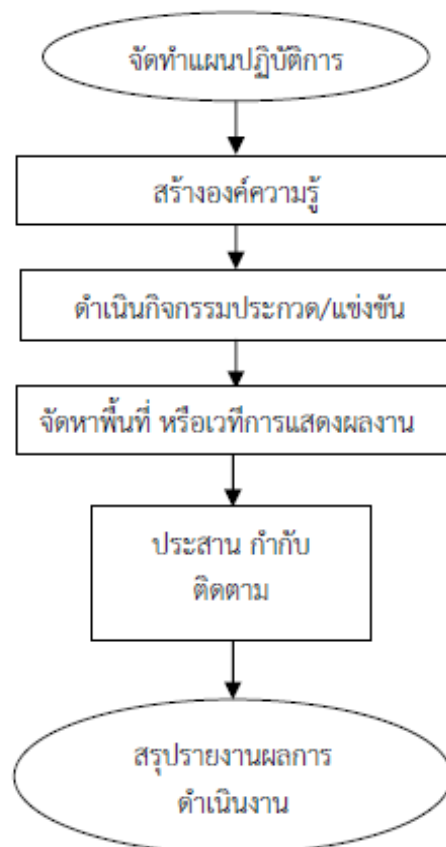 จัดทำแผนปฏิบัติการ
สร้างองค์ความรู้
ดำเนินกิจกรรมประกวด/แข่งขัน
จัดหาพื้นที่ หรือเวทีการแสดงผลงาน
ประสาน กำกับ
ติดตาม
สรุปรายงานผลการ
ดำเนินงาน